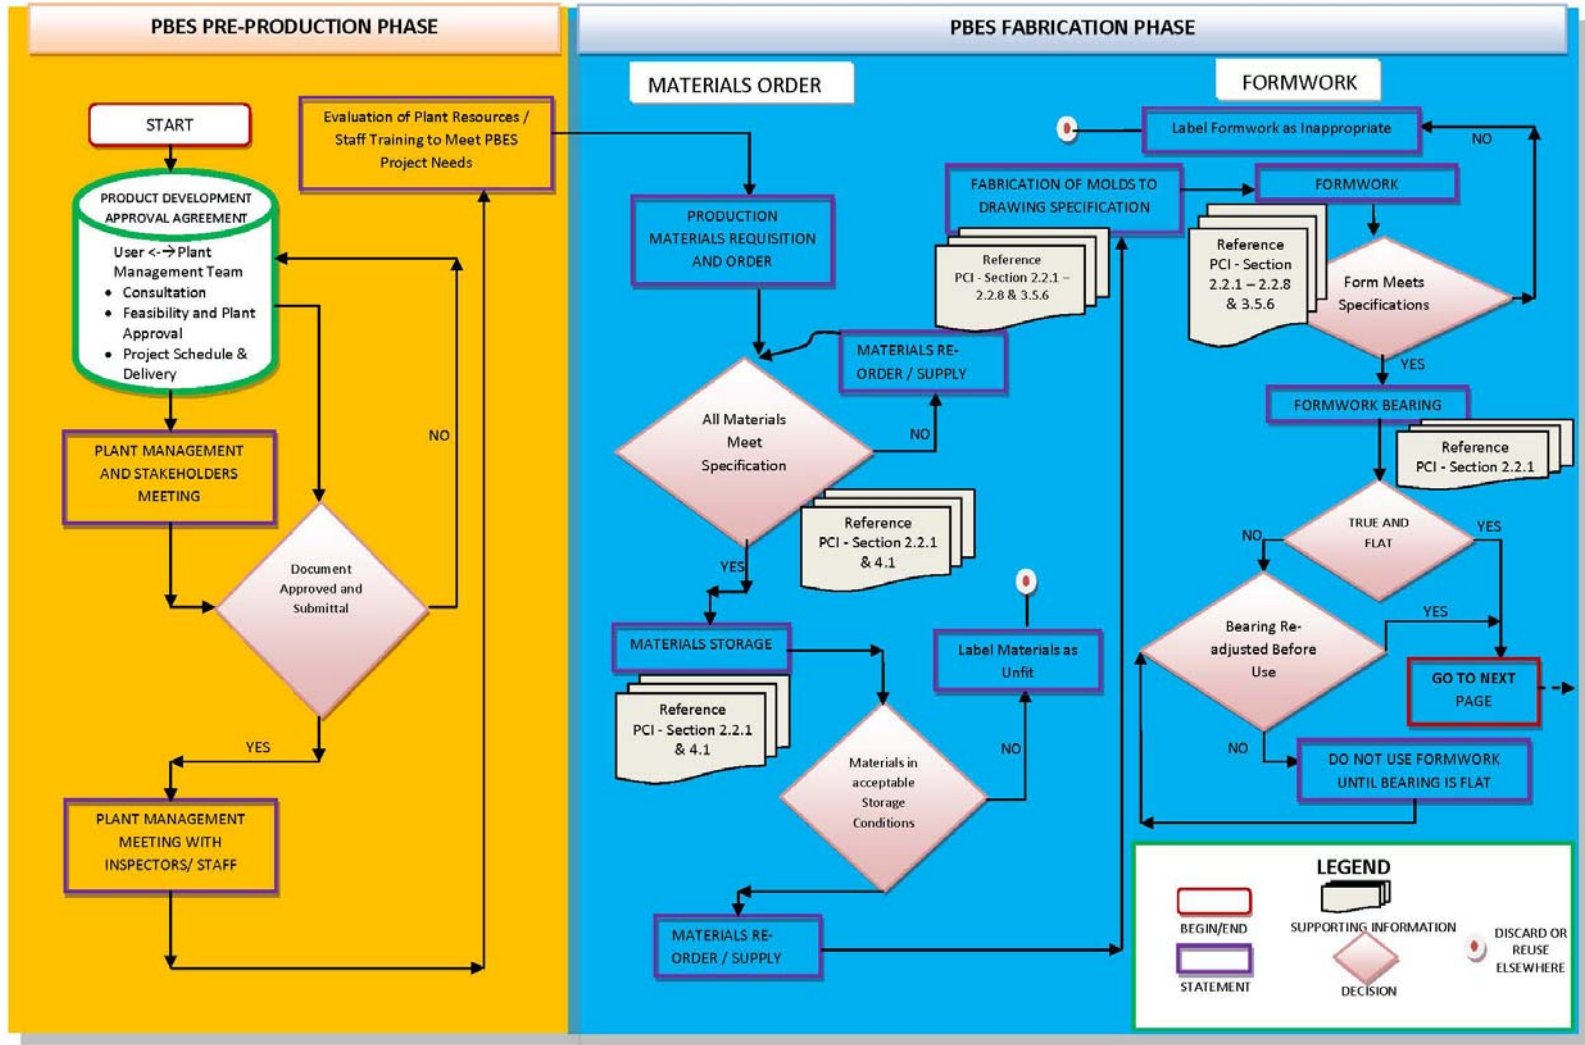 PBES PRE-PRODUCTION PHASE
START
PRODUCT DEVELOPMENT
APPROVAL AGREEMENT
User <-→Plant
Management Team
• Consultation
• Feasibility and Plant
Approval
• Project Schedule &
Delivery
PLANT MANAGEMENT
AND STAKEHOLDERS
MEETING
Document
Approved and
Submittal
NO
YES
PLANT MANAGEMENT
MEETING WITH
INSPECTORS/ STAFF
Evaluation of Plant Resources /
Staff Training to Meet PBES
Project Needs
PBES FABRICATION PHASE
MATERIALS ORDER
PRODUCTION
MATERIALS REQUISITION
AND ORDER
MATERIALS RE-
ORDER / SUPPLY
All Materials
Meet
Specification
NO
Reference
PCI - Section 2.2.1
& 4.1
YES
MATERIALS STORAGE
Reference
PCI - Section 2.2.1
& 4.1
Label Materials as
Unfit
NO
Materials in
acceptable
Storage
Conditions
MATERIALS RE-
ORDER / SUPPLY
FORMWORK
Label Formwork as Inappropriate
NO
FABRICATION OF MOLDS TO
DRAWING SPECIFICATION
Reference
PCI - Section 2.2.1 –
2.2.8 & 3.5.6
FORMWORK
Reference
PCI - Section
2.2.1 – 2.2.8
& 3.5.6
Form Meets
Specifications
YES
FORMWORK BEARING
Reference
PCI - Section 2.2.1
TRUE AND
FLAT
NO
YES
Bearing Re-
adjusted Before
Use
YES
GO TO NEXT
PAGE
NO
DO NOT USE FORMWORK
UNTIL BEARING IS FLAT
LEGEND
BEGIN/END
STATEMENT
SUPPORTING INFORMATION
DECISION
DISCARD OR
REUSE
ELSEWHERE